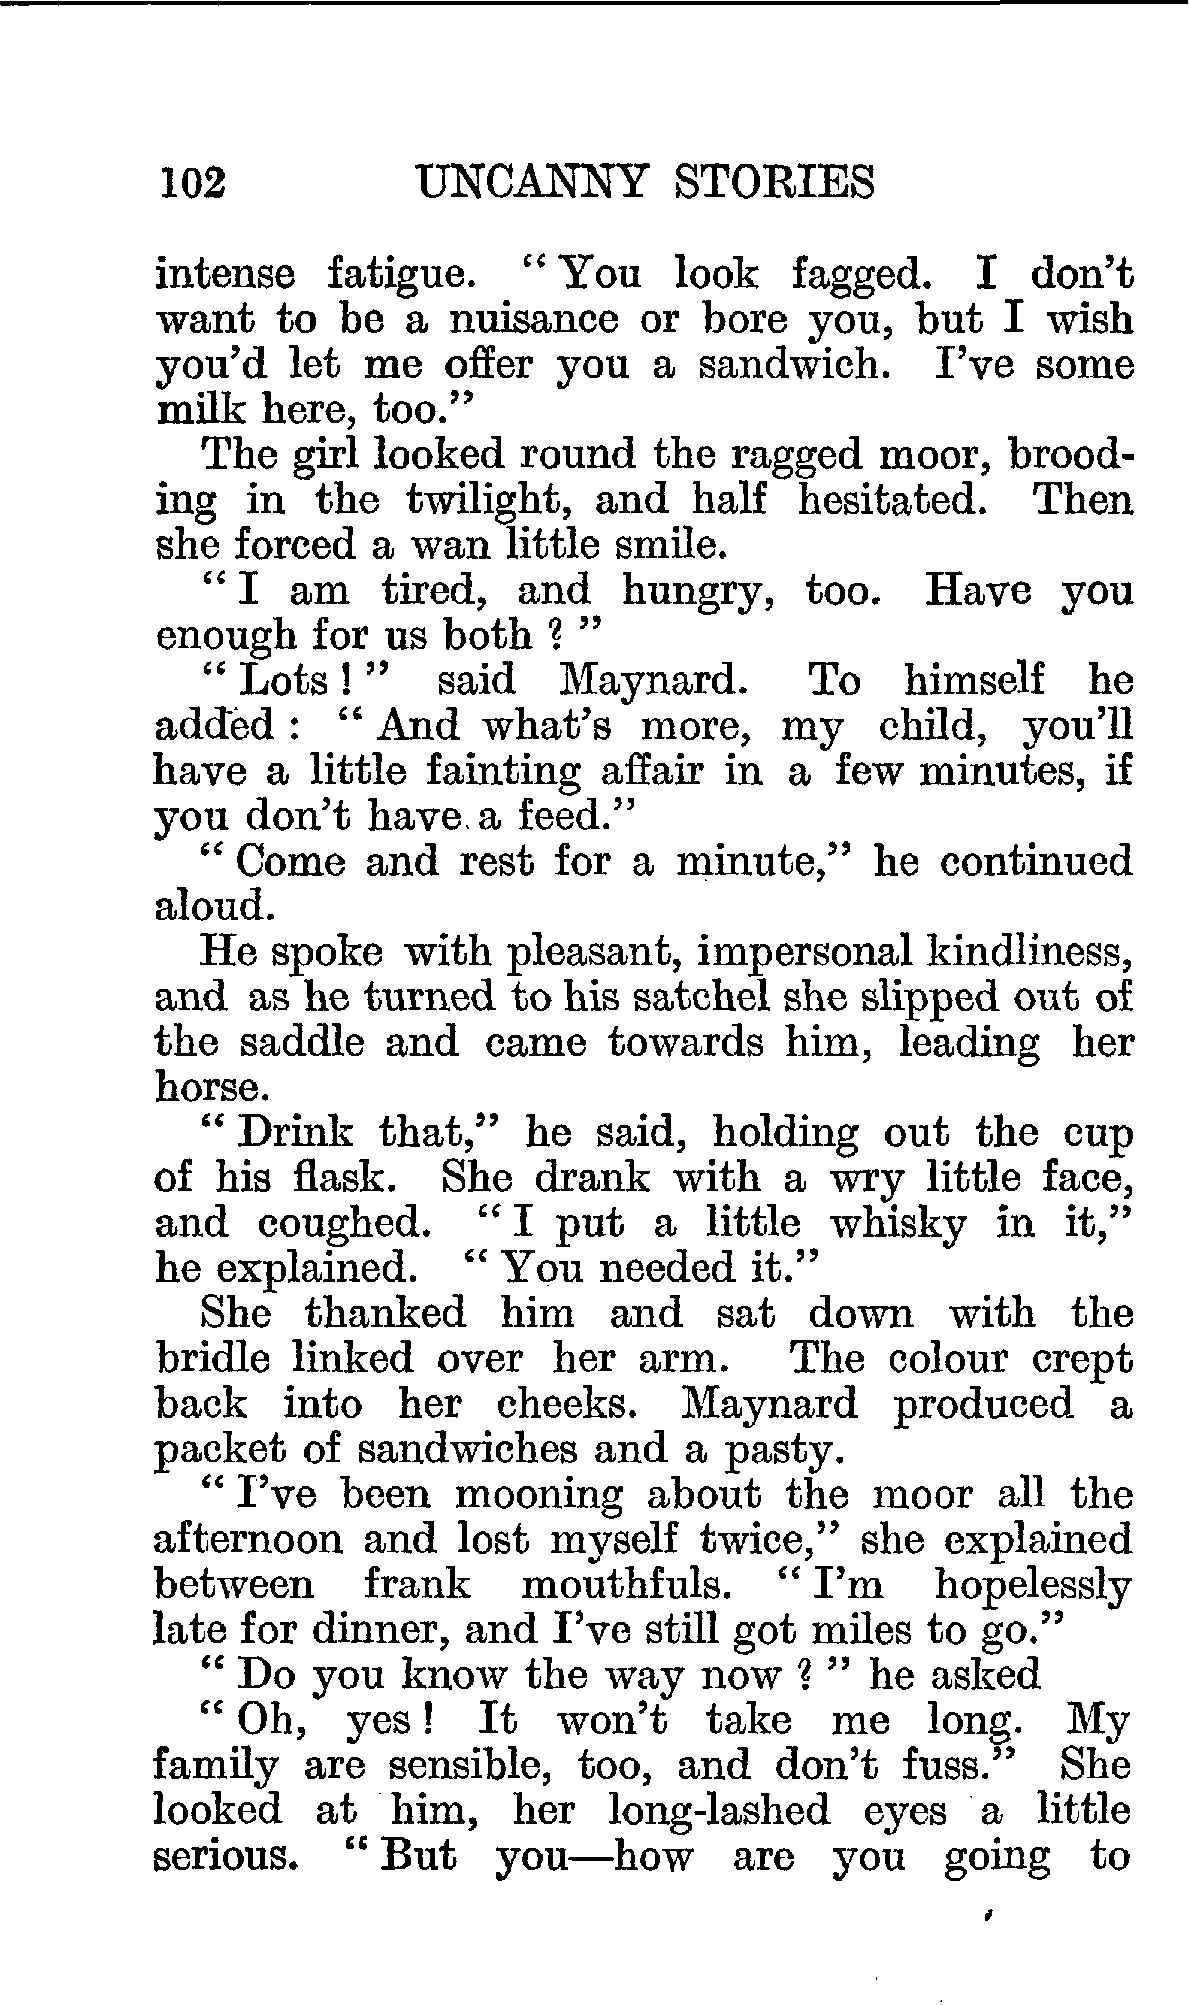 102 UNCANNY STORIES
intense fatigue. “ You look fagged. I don’t
want to be a nuisance or bore you, but I wish
you’d let me offer you a sandwich. I’ve some
milk here, too.”
The girl looked round the ragged moor, brood-
ing in the twilight, and half hesitated. Then
she forced a wan little smile.
“ I am tired, and hungry, too. Have you
enough for us both ? ”
“ Lots ! ” said Maynard. To himself he
added : “ And what’s more, my child, you’ll
have a little fainting affair in a few minutes, if
you don’t have a feed.”
“ Come and rest for a minute,” he continued
aloud.
He spoke with pleasant, impersonal kindliness,
and as he turned to his satchel she slipped out of
the saddle and came towards him, leading her
horse.
“ Drink that,” he said, holding out the cup
of his flask. She drank with a wry little face,
and coughed. “ I put a little whisky in it,”
he explained. “ You needed it.”
She thanked him and sat down with the
bridle linked over her arm. The colour crept
back into her cheeks. Maynard produced a
packet of sandwiches and a pasty.
“ I’ve been mooning about the moor all the
afternoon and lost myself twice,” she explained
between frank mouthfuls. “ I’m hopelessly
late for dinner, and I’ve still got miles to go.”
“ Do you know the way now ? ” he asked
“ Oh, yes ! It won’t take me long. My
family are sensible, too, and don’t fuss.” She
looked at him, her long-lashed eyes a little
serious. “ But you—how are you going to